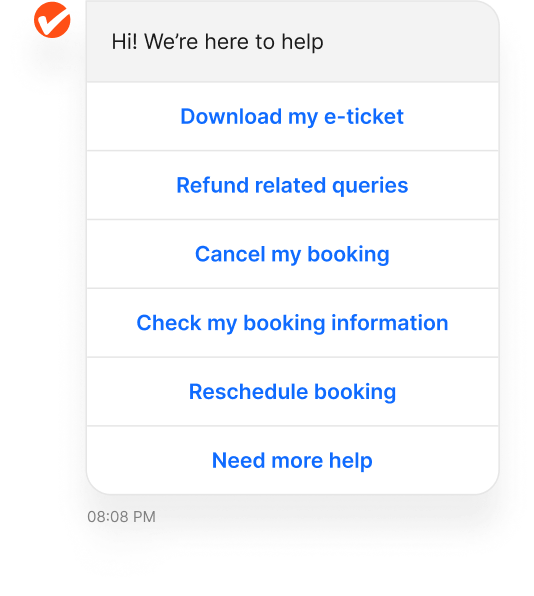 Hi! We’re here to help
Download my e-ticket
Refund related queries
Cancel my booking
Check my booking information
Reschedule booking
Need more help
08:08 PM